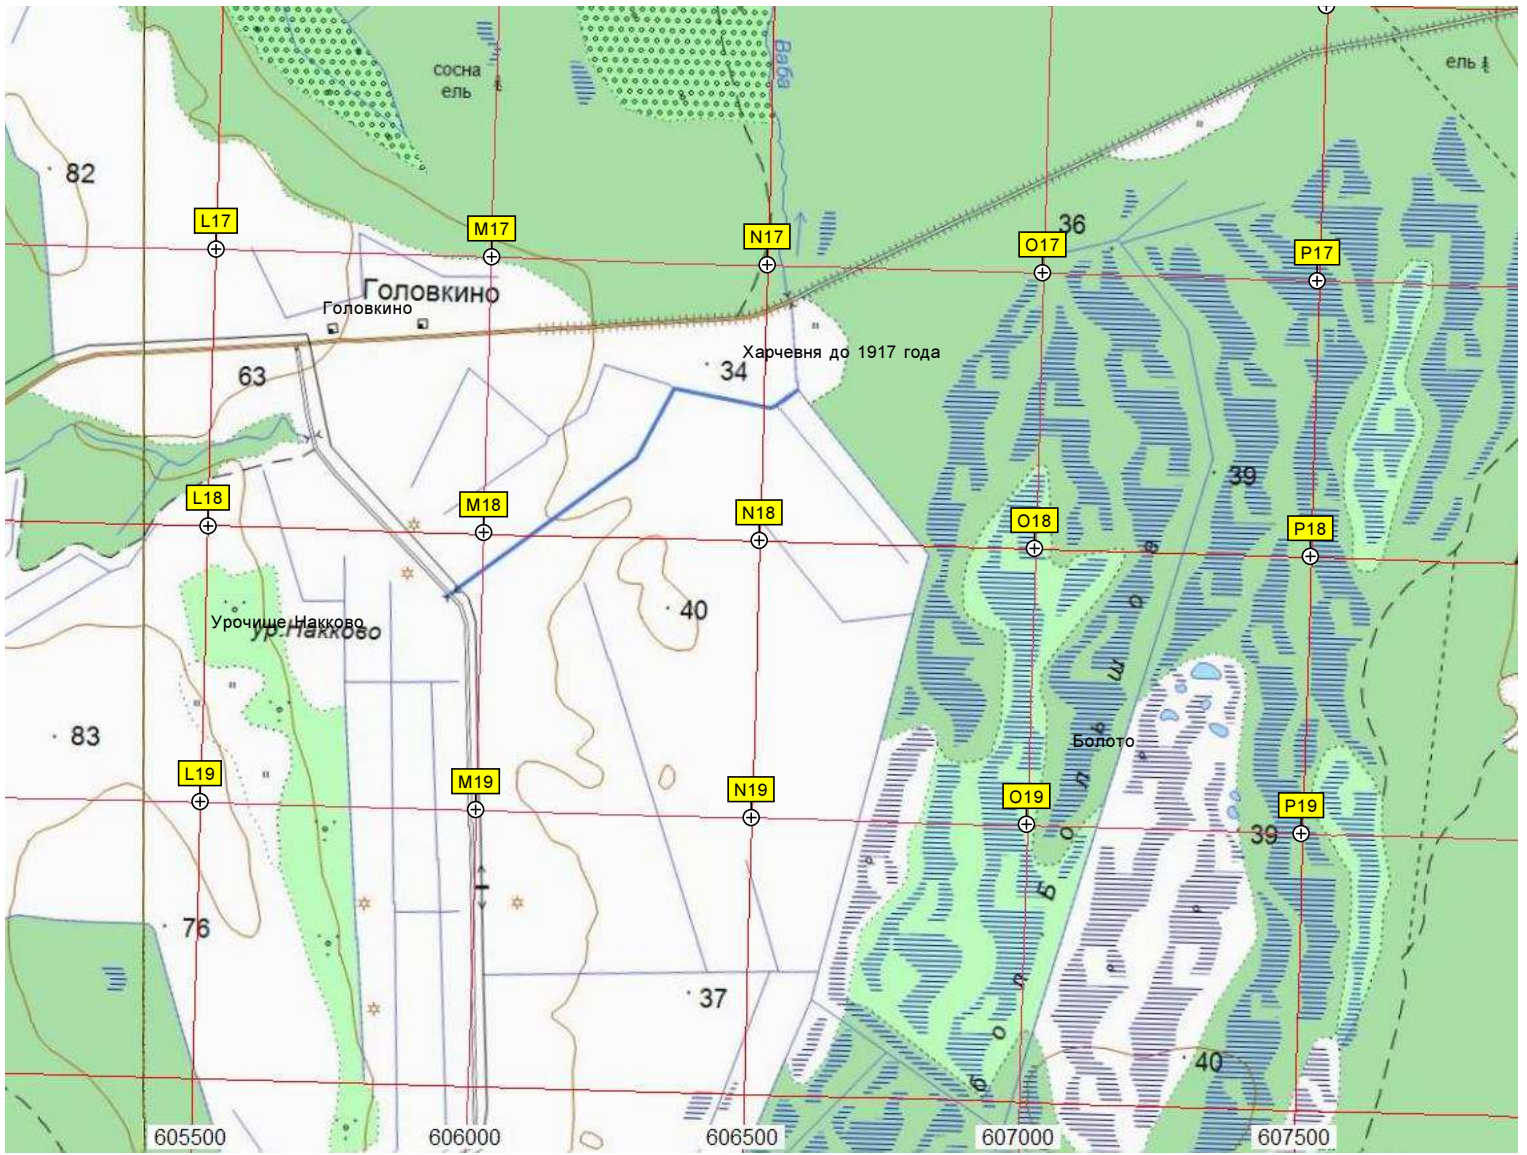 Ваба
сосна
ель
ель
82
L17
M17
N17
O17
36
P17
Головкино
Головкино
63
34
Харчевня до 1917 года
39
L18
M18
N18
O18
P18
40
Урочище Накково
ур.Накково
83
Болото
L19
M19
N19
O19
P19
39
76
37
40
б о л. Б о л ь ш о е
605500
606000
606500
607000
607500